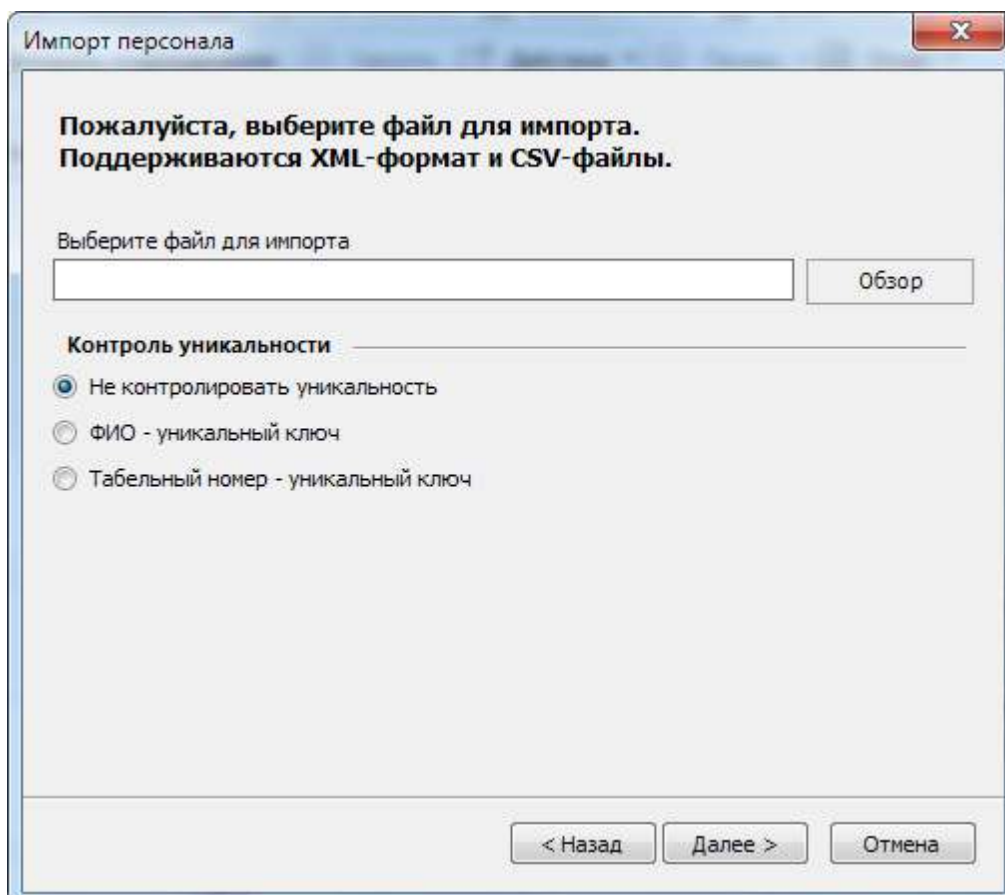 Импорт персонала
Пожалуйста, выберите файл для импорта.
Поддерживаются XML-формат и CSV-файлы.
Выберите файл для импорта
Обзор
Контроль уникальности
Не контролировать уникальность
ФИО - уникальный ключ
Табельный номер - уникальный ключ
< Назад
Далее >
Отмена